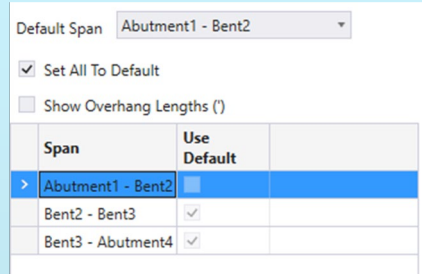 Default Span Abutment1 - Bent2
Set All To Default
Show Overhang Lengths (')
Span Use Default
Abutment1 - Bent2
Bent2 - Bent3
Bent3 - Abutment4